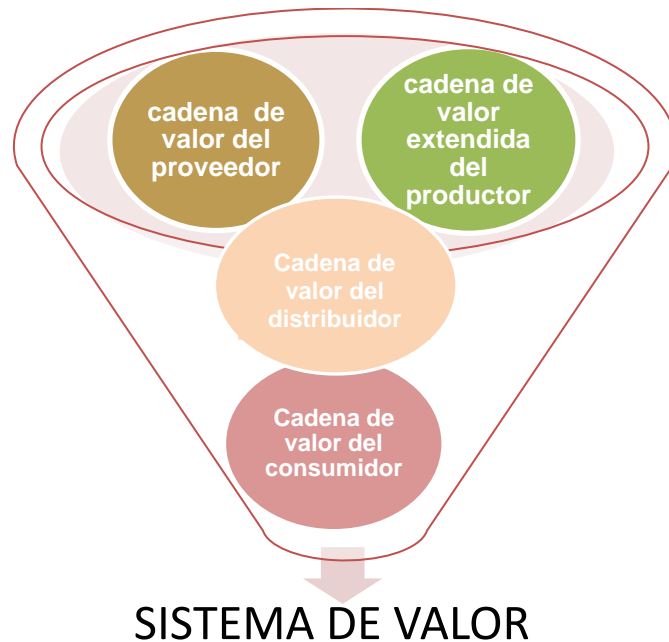 cadena de
valor del
proveedor
cadena de
valor
extendida
del
productor
Cadena de
valor del
distribuidor
Cadena de
valor del
consumidor
SISTEMA DE VALOR